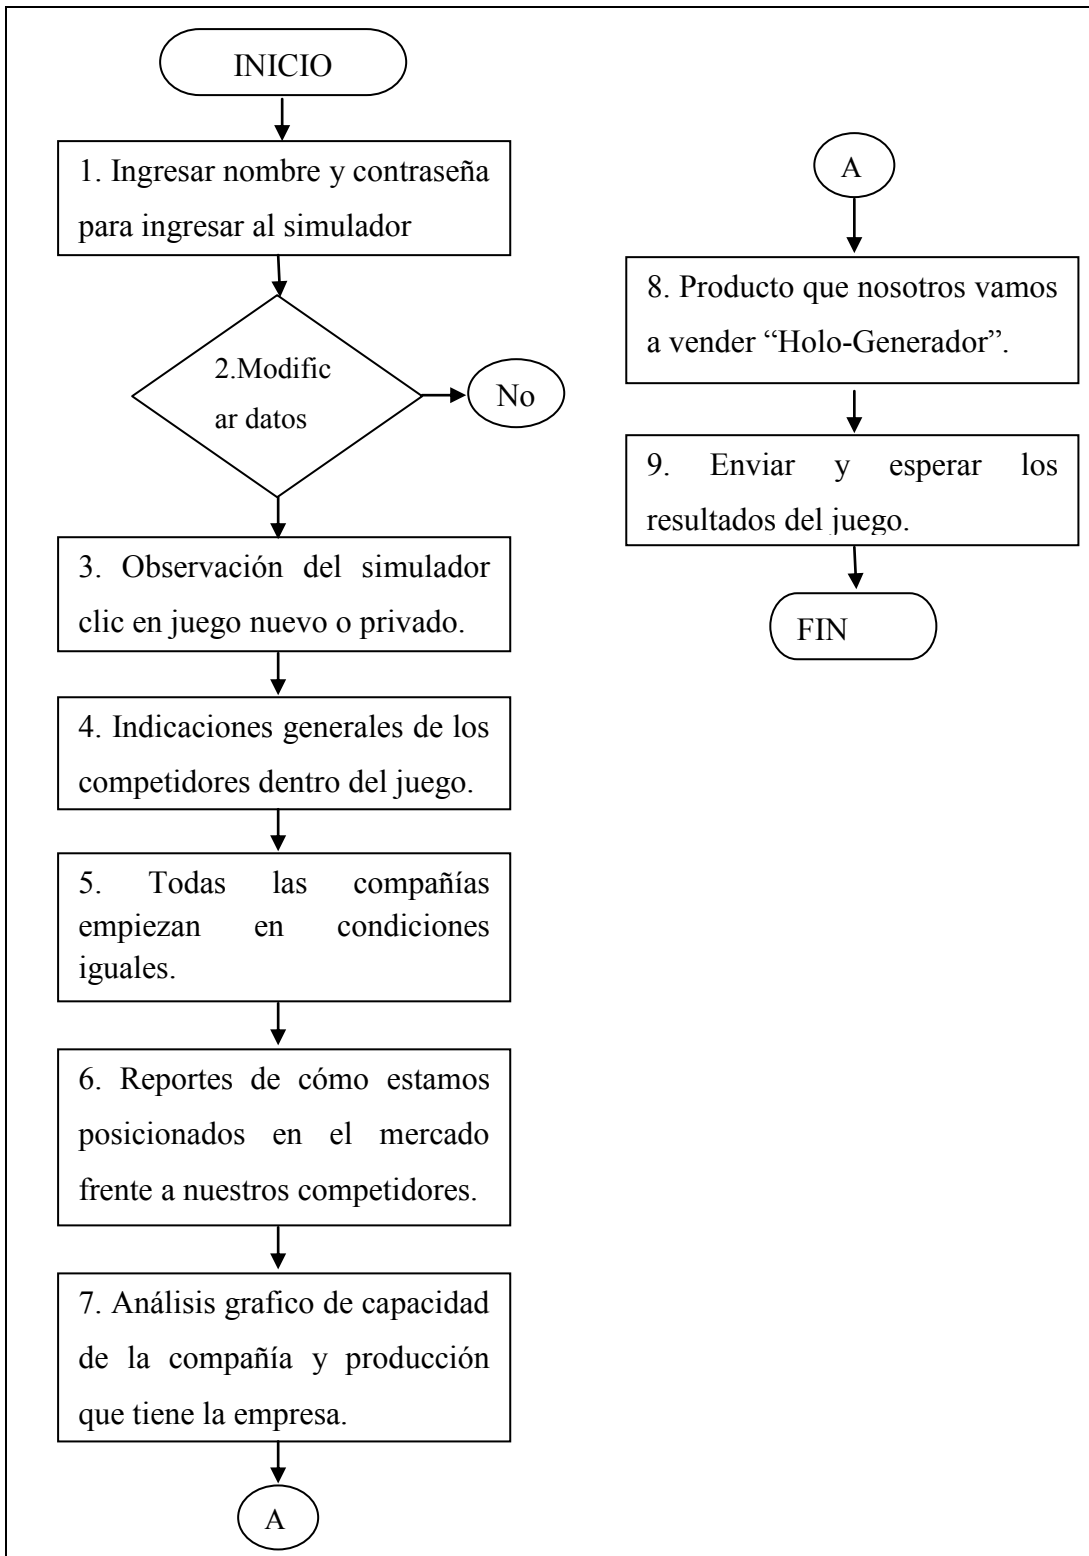 INICIO
1. Ingresar nombre y contraseña
para ingresar al simulador
2.Modific
ar datos
No
3. Observación del simulador
clic en juego nuevo o privado.
4. Indicaciones generales de los
competidores dentro del juego.
5. Todas las compañías
empiezan en condiciones
iguales.
6. Reportes de cómo estamos
posicionados en el mercado
frente a nuestros competidores.
7. Análisis grafico de capacidad
de la compañía y producción
que tiene la empresa.
A
A
8. Producto que nosotros vamos
a vender “Holo-Generador”.
9. Enviar y esperar los
resultados del juego.
FIN